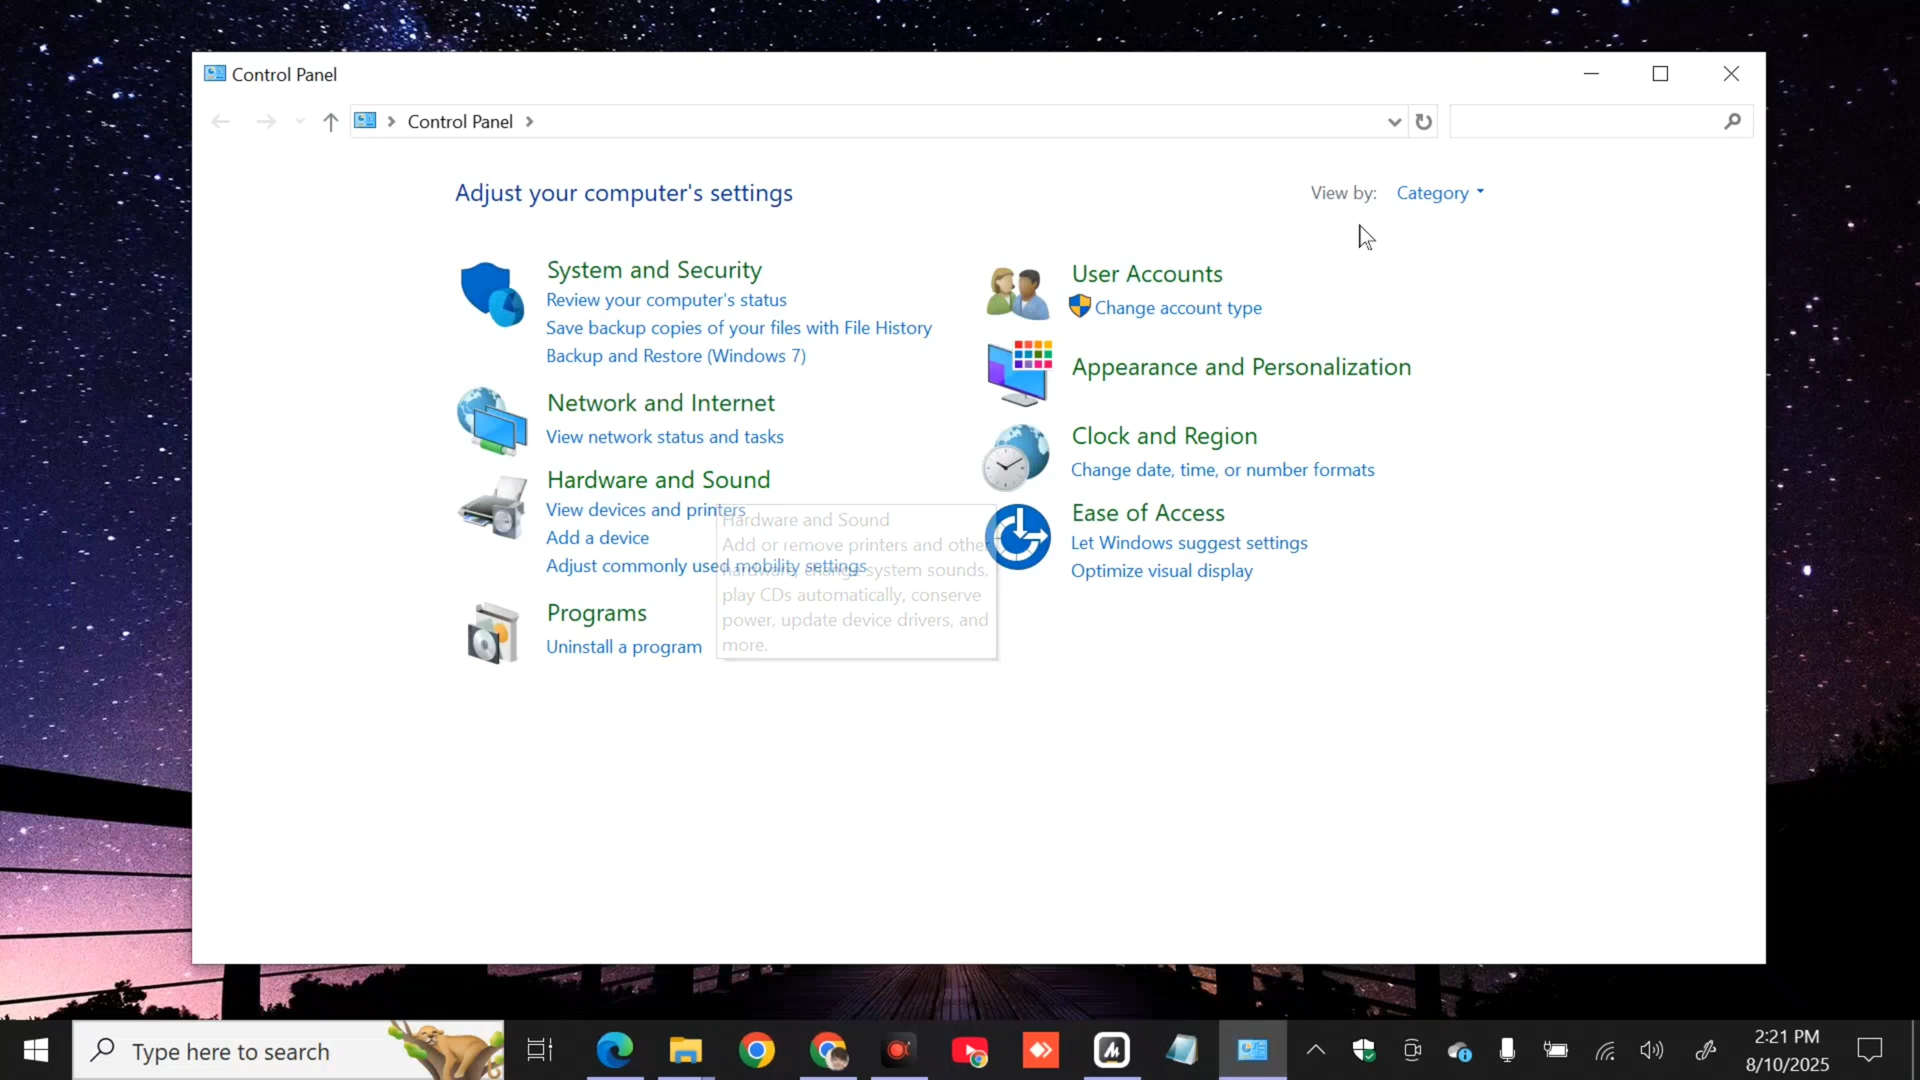 Control Panel
Control Panel
Adjust your computer's settings
View by: Category
System and Security
Review your computer's status
Save backup copies of your files with File History
Backup and Restore (Windows 7)
Network and Internet
View network status and tasks
Hardware and Sound
View devices and printers
Add a device
Adjust commonly used mobility settings
Hardware and Sound
Add or remove printers and other
hardware, change system sounds,
play CDs automatically, conserve
power, update device drivers, and
more.
Programs
Uninstall a program
User Accounts
Change account type
Appearance and Personalization
Clock and Region
Change date, time, or number formats
Ease of Access
Let Windows suggest settings
Optimize visual display
Type here to search
2:21 PM
8/10/2025